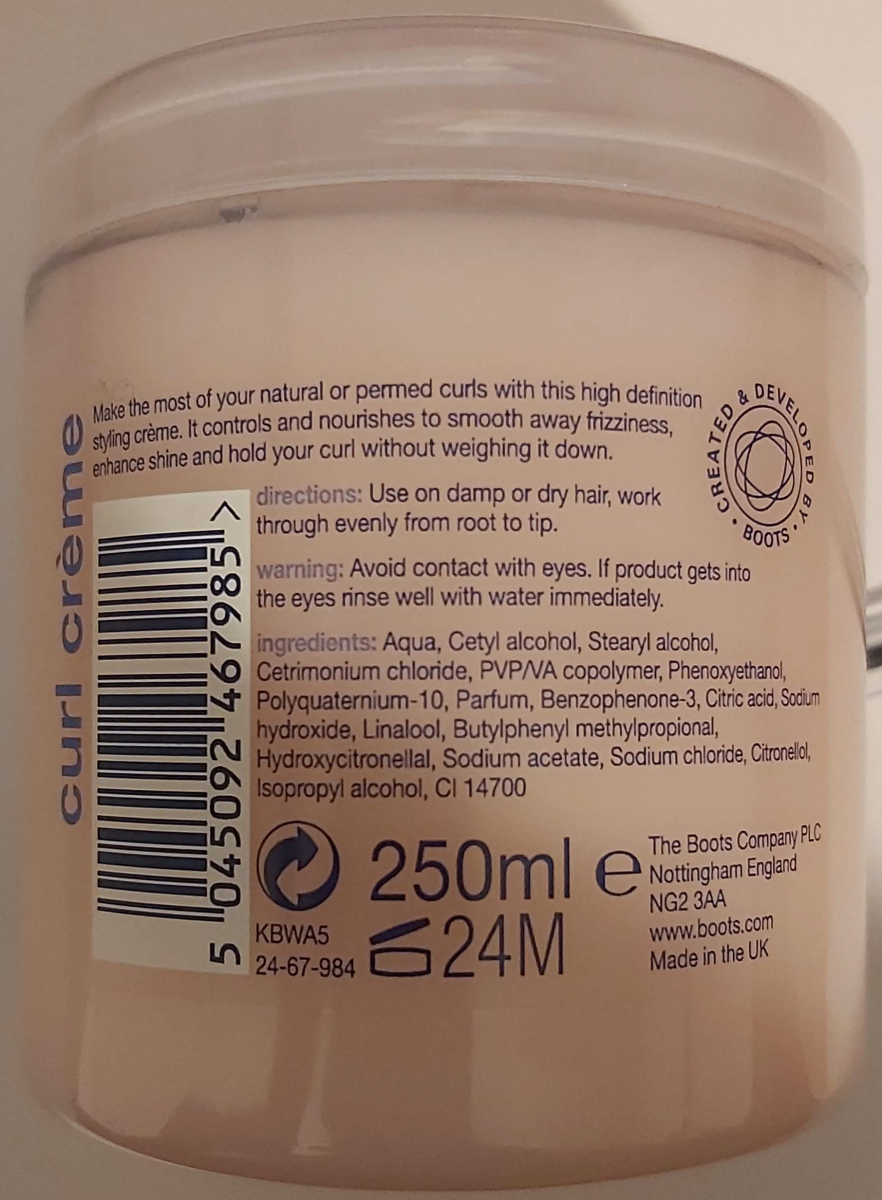 curl crème
Make the most of your natural or permed curls with this high definition
styling crème. It controls and nourishes to smooth away frizziness,
enhance shine and hold your curl without weighing it down.
• CREATED & DEVELOPED BY •
BOOTS
directions: Use on damp or dry hair, work
through evenly from root to tip.
warning: Avoid contact with eyes. If product gets into
the eyes rinse well with water immediately.
ingredients: Aqua, Cetyl alcohol, Stearyl alcohol,
Cetrimonium chloride, PVP/VA copolymer, Phenoxyethanol,
Polyquaternium-10, Parfum, Benzophenone-3, Citric acid, Sodium
hydroxide, Linalool, Butylphenyl methylpropional,
Hydroxycitronellal, Sodium acetate, Sodium chloride, Citronellol,
Isopropyl alcohol, CI 14700
5 045092 467985 >
250ml e
24M
KBWA5
24-67-984
The Boots Company PLC
Nottingham England
NG2 3AA
www.boots.com
Made in the UK